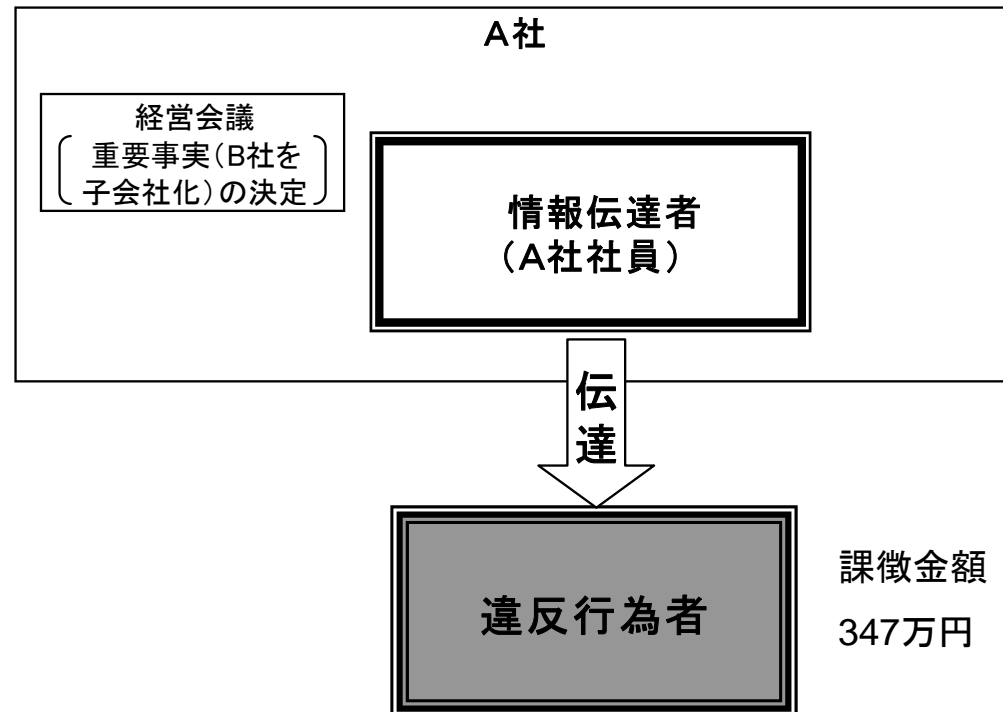 A社
経営会議
重要事実(B社を
子会社化)の決定
情報伝達者
(A社社員)
伝
達
違反行為者
課徴金額
347万円